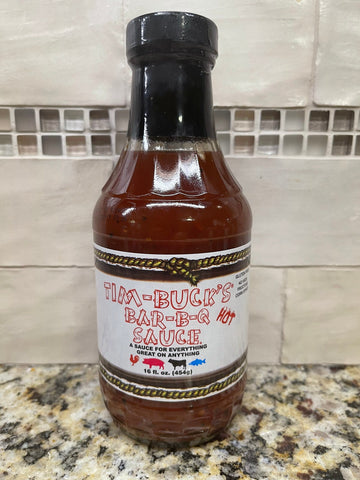 TIM-BUCK'S
BAR-B-Q
SAUCE
HOT
A SAUCE FOR EVERYTHING
GREAT ON ANYTHING
16 fl. oz. (454g)